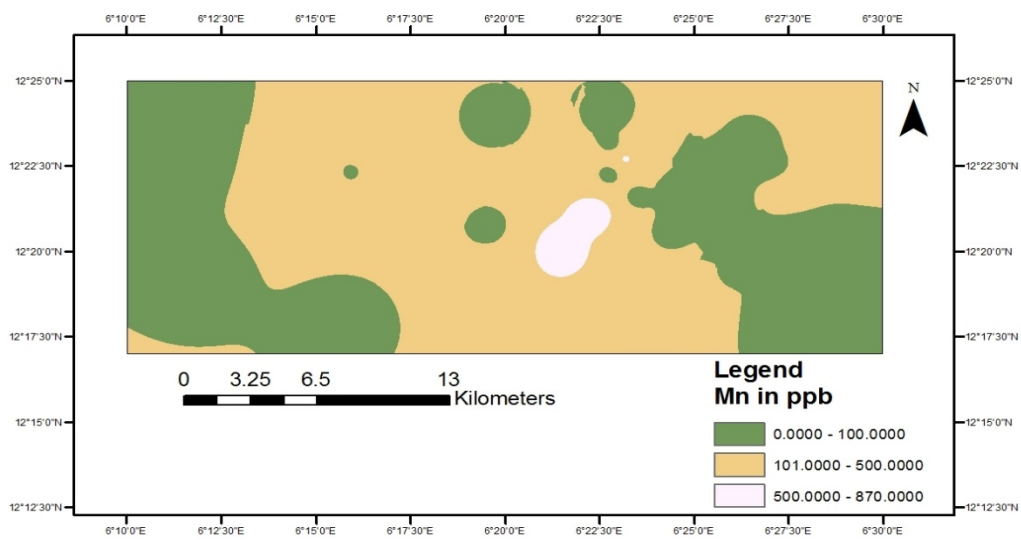 6°10'0"E 6°12'30"E 6°15'0"E 6°17'30"E 6°20'0"E 6°22'30"E 6°25'0"E 6°27'30"E 6°30'0"E
12°25'0"N 12°25'0"N
N
12°22'30"N 12°22'30"N
12°20'0"N 12°20'0"N
12°17'30"N 12°17'30"N
Legend
Mn in ppb
0 3.25 6.5 13
Kilometers
12°15'0"N 12°15'0"N
0.0000 - 100.0000
101.0000 - 500.0000
500.0000 - 870.0000
12°12'30"N 12°12'30"N
6°10'0"E 6°12'30"E 6°15'0"E 6°17'30"E 6°20'0"E 6°22'30"E 6°25'0"E 6°27'30"E 6°30'0"E